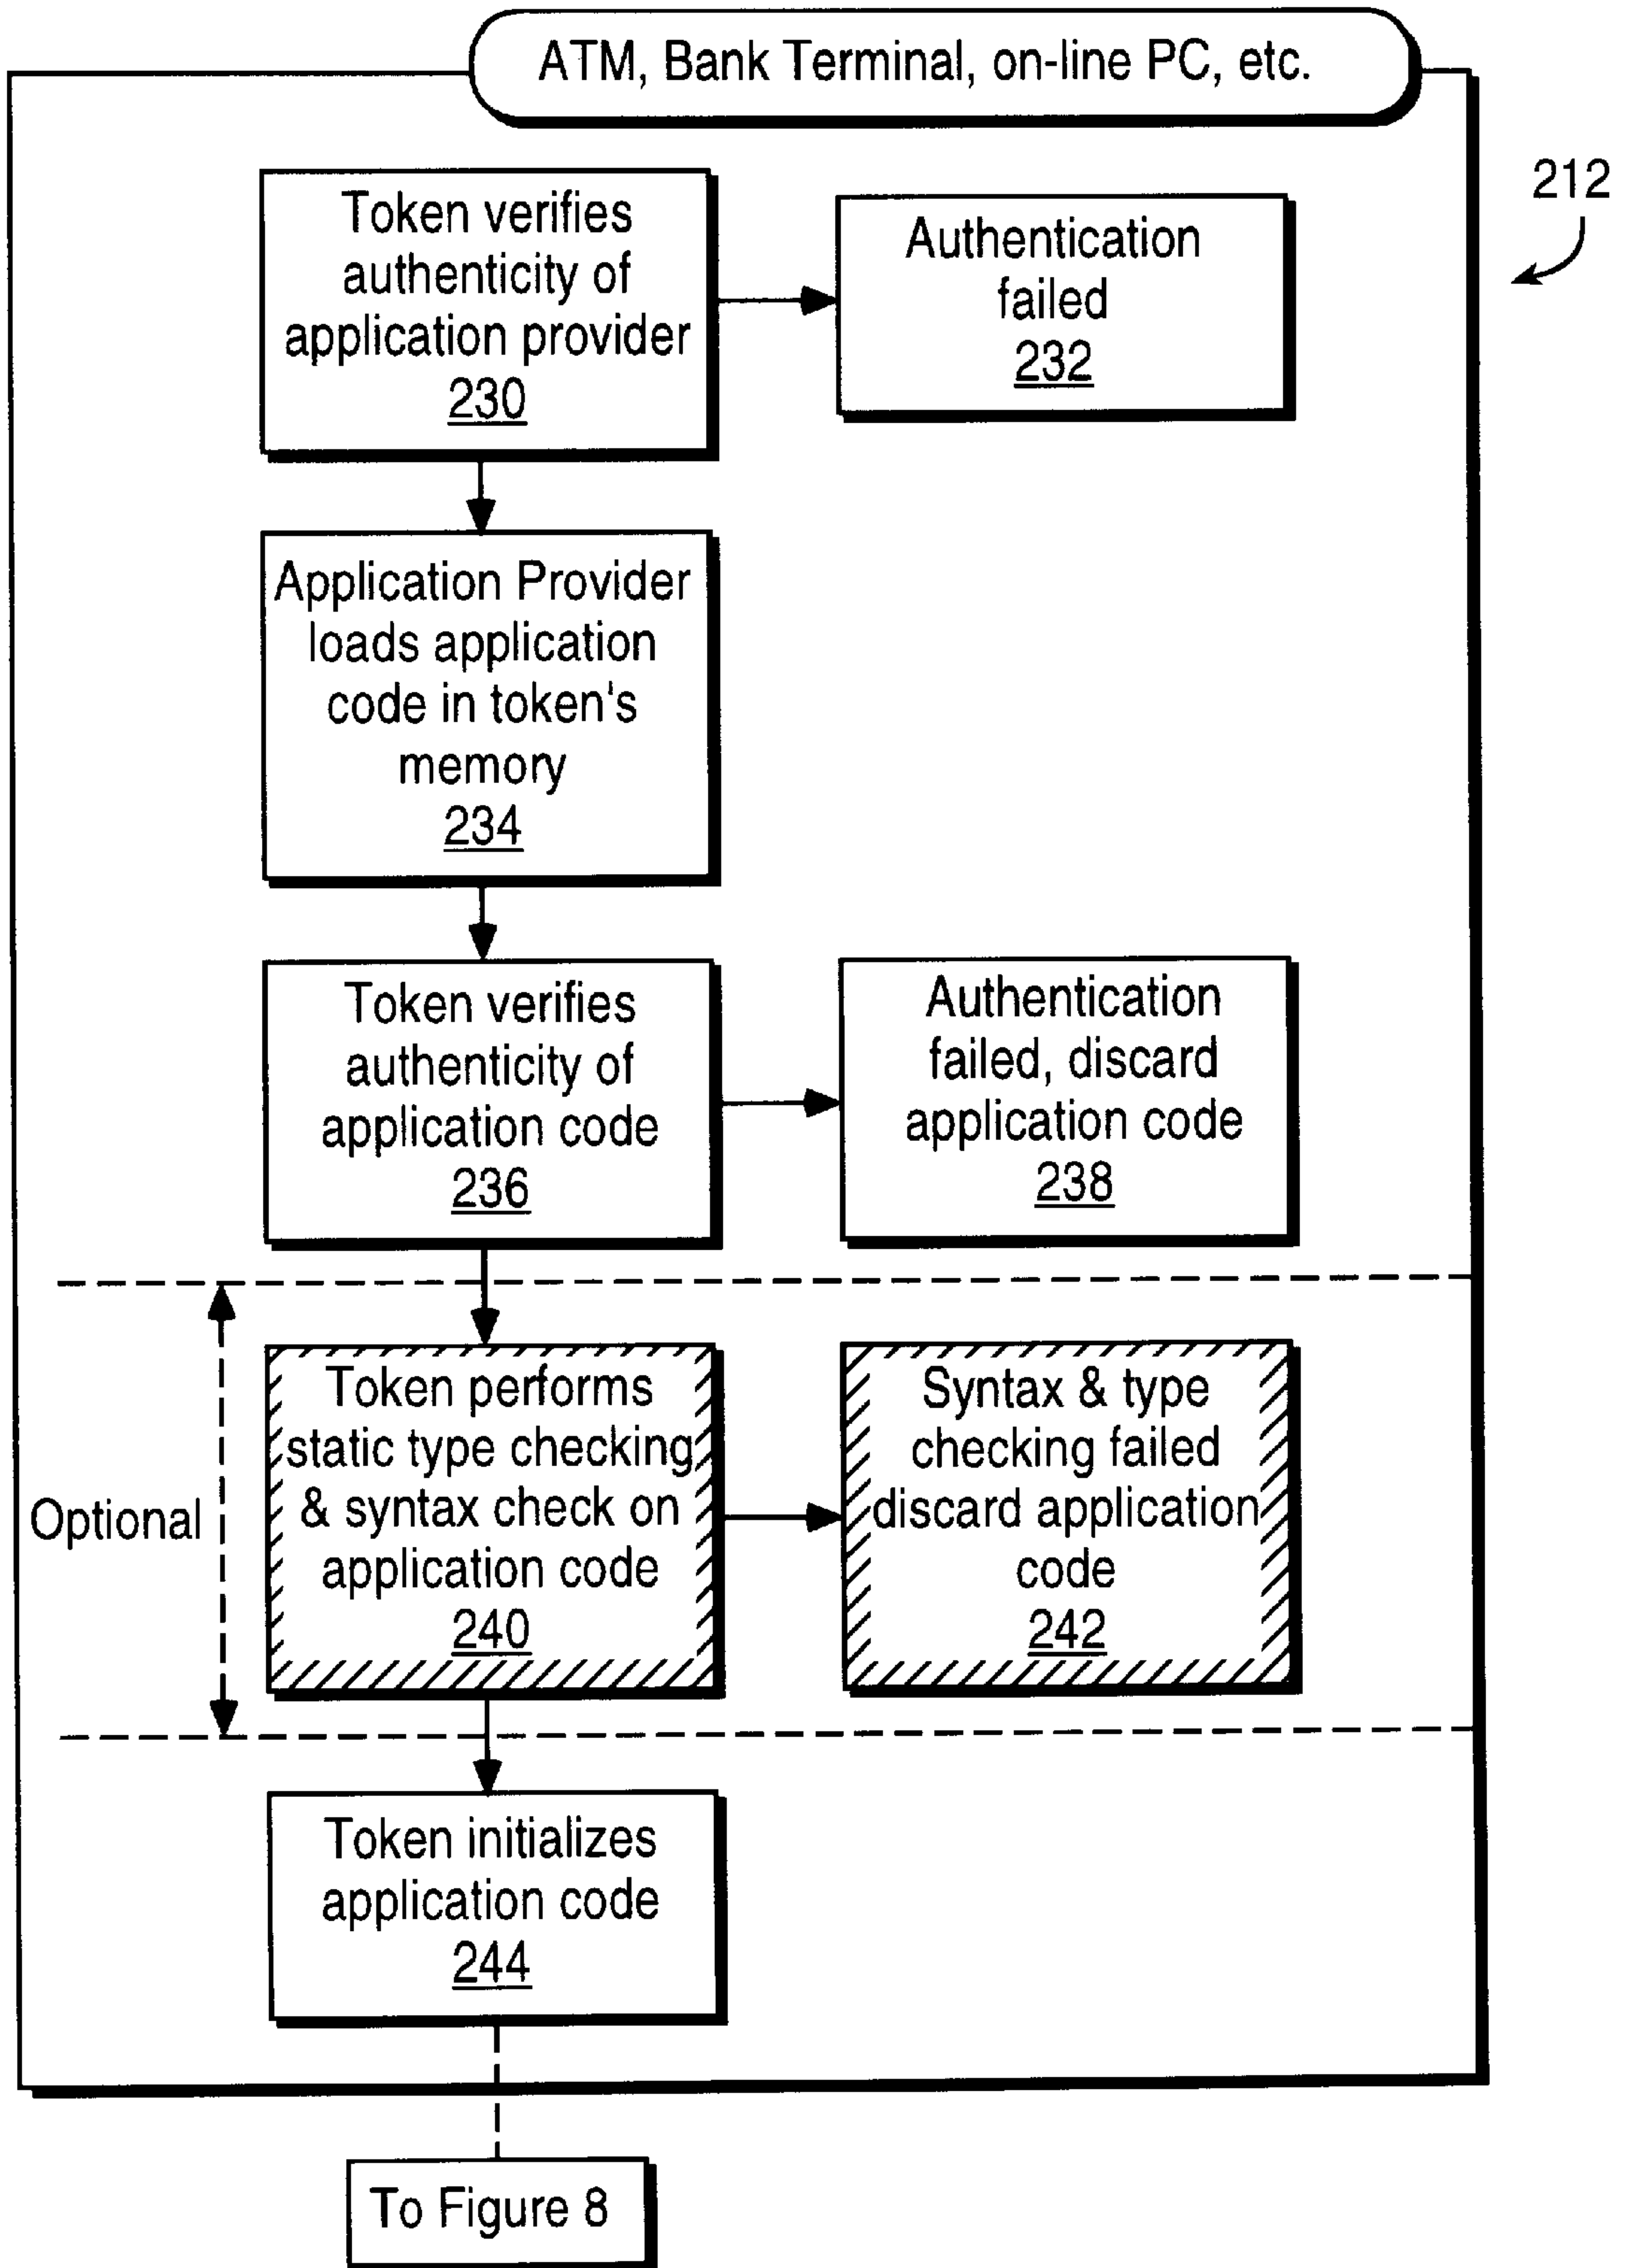 ATM, Bank Terminal, on-line PC, etc.
212
Token verifies
authenticity of
application provider
230
Authentication
failed
232
Application Provider
loads application
code in token's
memory
234
Token verifies
authenticity of
application code
236
Authentication
failed, discard
application code
238
Optional
Token performs
static type checking
& syntax check on
application code
240
Syntax & type
checking failed
discard application
code
242
Token initializes
application code
244
To Figure 8